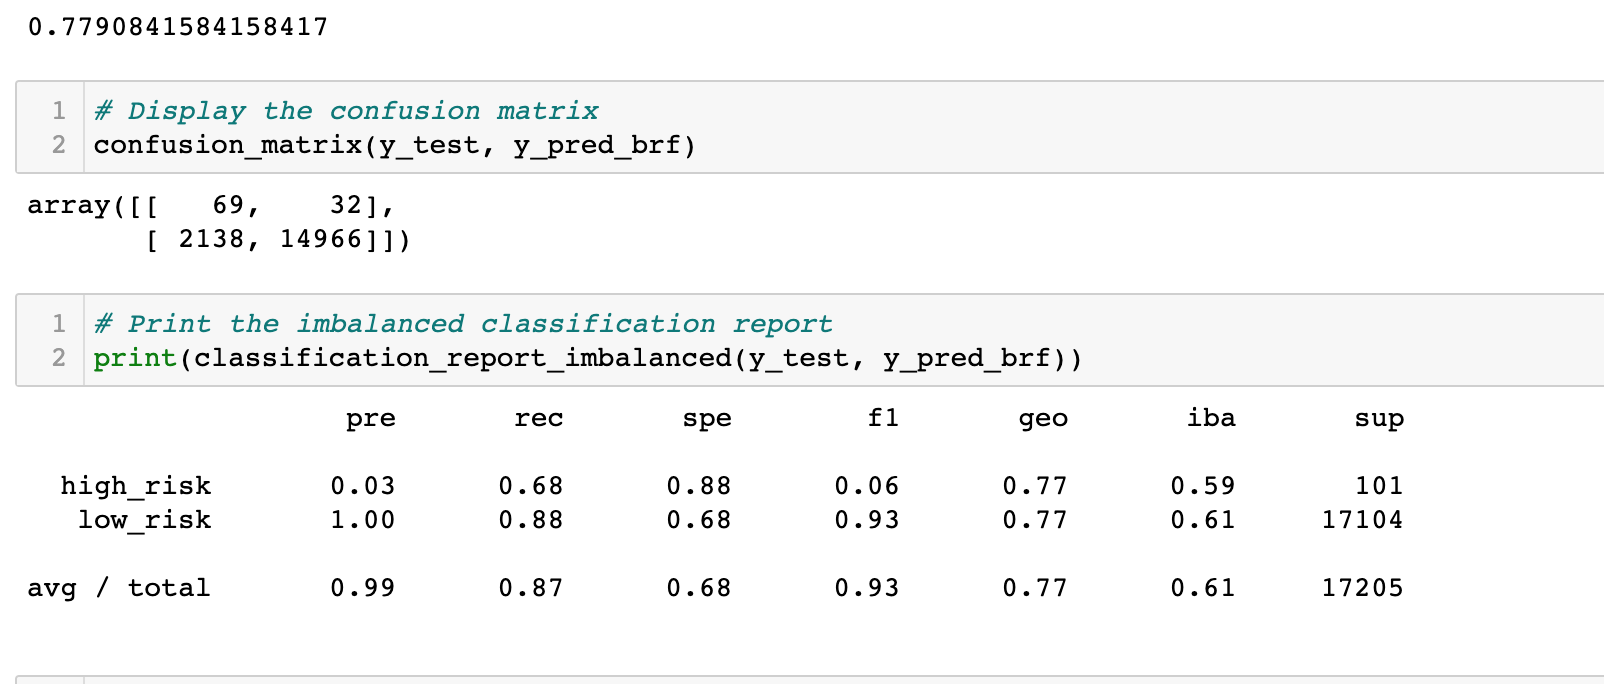 0.7790841584158417
1 # Display the confusion matrix
2 confusion_matrix(y_test, y_pred_brf)
array([[   69,    32],
       [ 2138, 14966]])
1 # Print the imbalanced classification report
2 print(classification_report_imbalanced(y_test, y_pred_brf))
pre rec spe f1 geo iba sup
high_risk 0.03 0.68 0.88 0.06 0.77 0.59 101
low_risk 1.00 0.88 0.68 0.93 0.77 0.61 17104
avg / total 0.99 0.87 0.68 0.93 0.77 0.61 17205